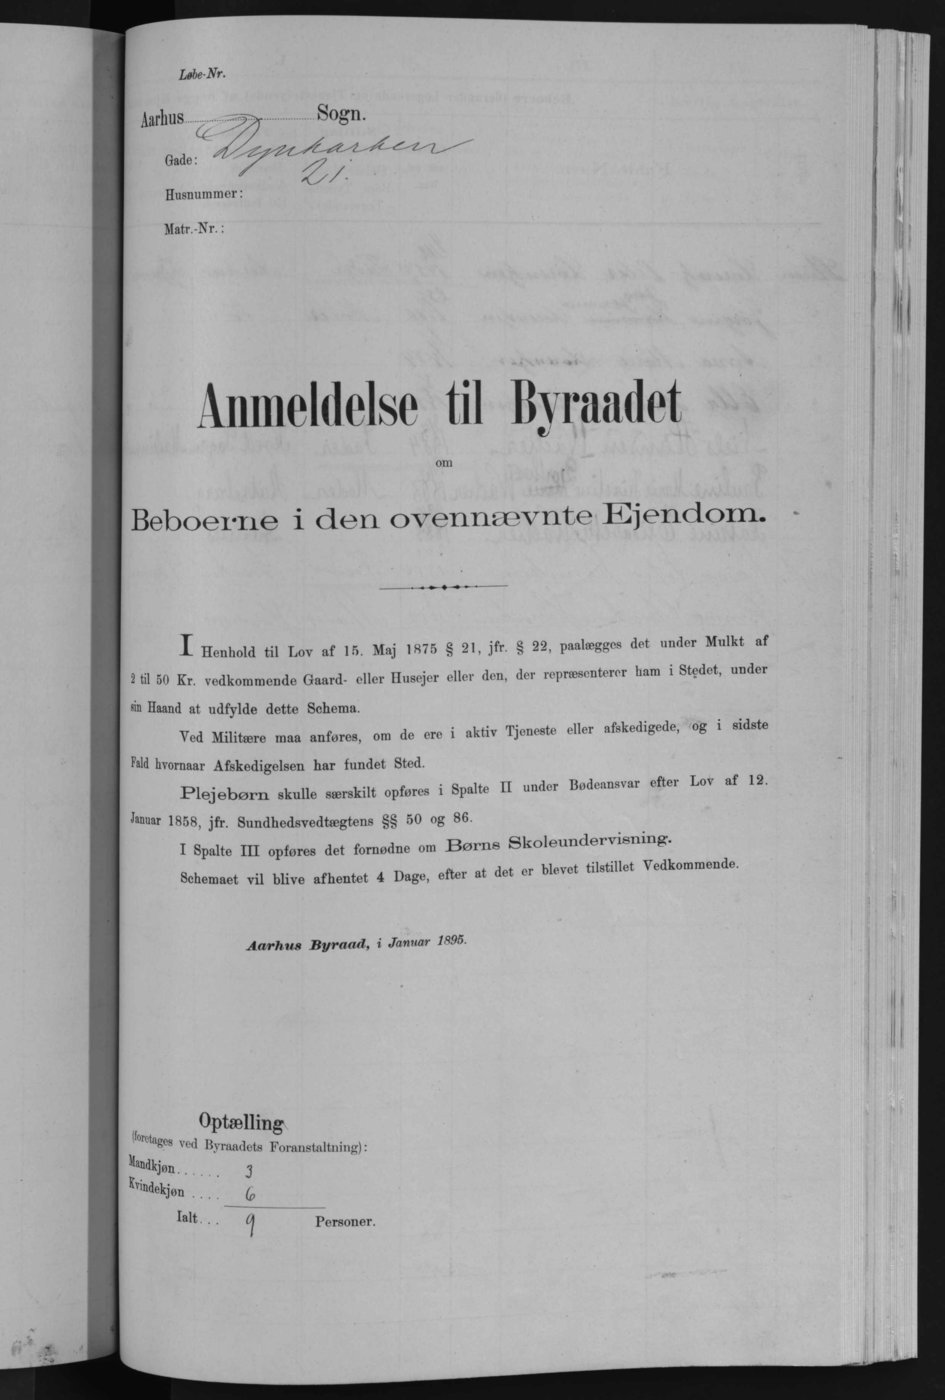 Løbe-Nr.
Aarhus Sogn.
Gade: Dynkarken
21.
Husnummer:
Matr.-Nr.:
Anmeldelse til Byraadet
om
Beboerne i den ovennævnte Ejendom.
I Henhold til Lov af 15. Maj 1875 § 21, jfr. § 22, paalægges det under Mulkt af
2 til 50 Kr. vedkommende Gaard- eller Husejer eller den, der repræsenterer ham i Stedet, under
sin Haand at udfylde dette Schema.
Ved Militære maa anføres, om de ere i aktiv Tjeneste eller afskedigede, og i sidste
Fald hvornaar Afskedigelsen har fundet Sted.
Plejebørn skulle særskilt opføres i Spalte II under Bødeansvar efter Lov af 12.
Januar 1858, jfr. Sundhedsvedtægtens §§ 50 og 86.
I Spalte III opføres det fornødne om Børns Skoleundervisning.
Schemaet vil blive afhentet 4 Dage, efter at det er blevet tilstillet Vedkommende.
Aarhus Byraad, i Januar 1895.
Optælling
(foretages ved Byraadets Foranstaltning):
Mandkjøn...... 3
Kvindekjøn .... 6
Ialt... 9 Personer.